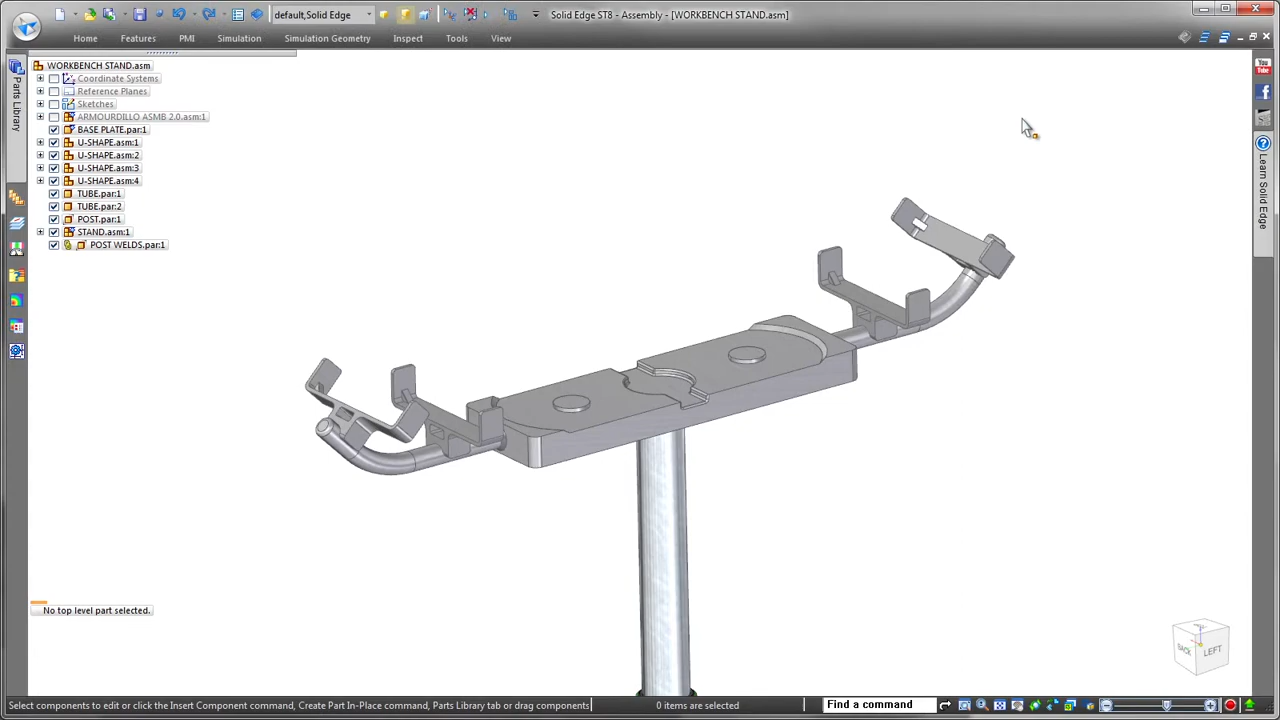 default,Solid Edge
Solid Edge ST8 - Assembly - [WORKBENCH STAND.asm]
Home Features PMI Simulation Simulation Geometry Inspect Tools View
WORKBENCH STAND.asm
Coordinate Systems
Reference Planes
Sketches
ARMOURDILLO ASMB 2.0.asm:1
BASE PLATE.par:1
U-SHAPE.asm:1
U-SHAPE.asm:2
U-SHAPE.asm:3
U-SHAPE.asm:4
TUBE.par:1
TUBE.par:2
POST.par:1
STAND.asm:1
POST WELDS.par:1
Parts Library
You
Tube
Learn Solid Edge
No top level part selected.
BACK
LEFT
Select components to edit or click the Insert Component command, Create Part In-Place command, Parts Library tab or drag components
0 items are selected
Find a command